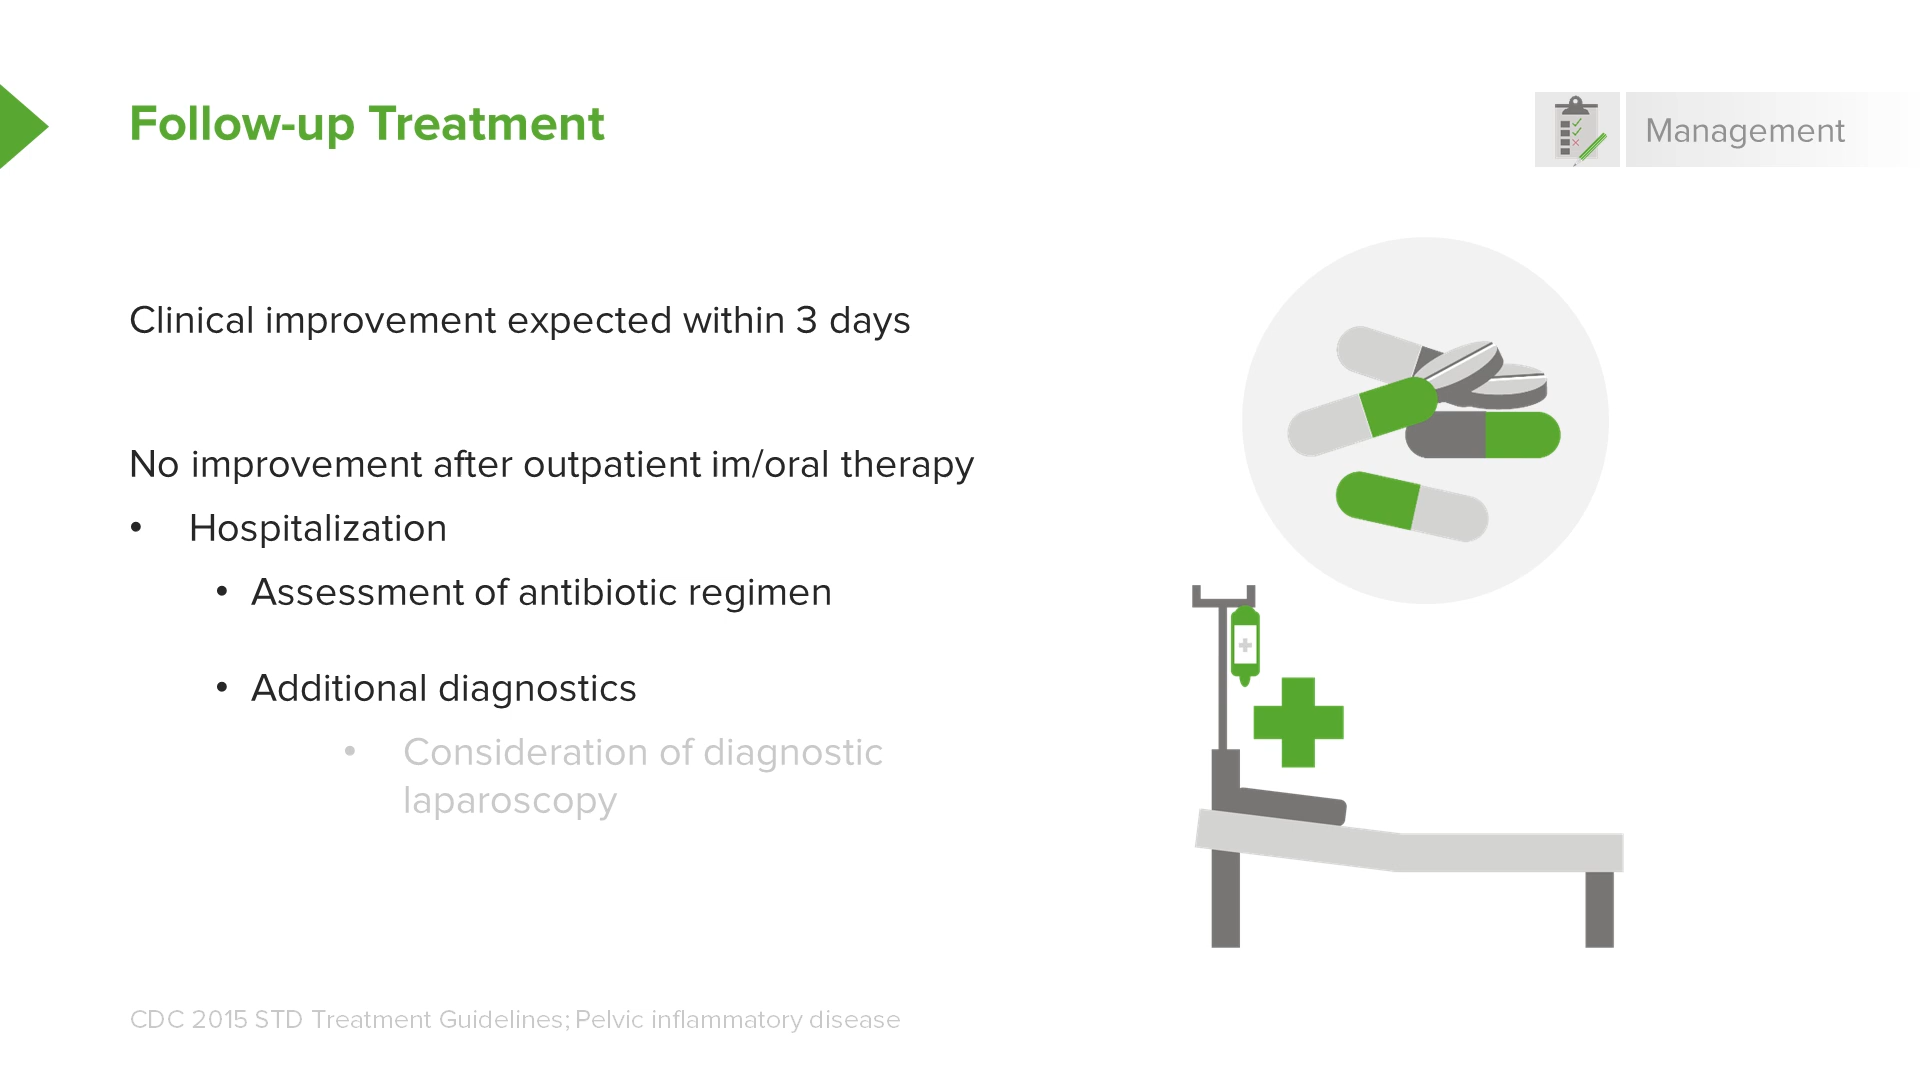 Follow-up Treatment
Management
Clinical improvement expected within 3 days
No improvement after outpatient im/oral therapy
• Hospitalization
• Assessment of antibiotic regimen
• Additional diagnostics
• Consideration of diagnostic
laparoscopy
CDC 2015 STD Treatment Guidelines; Pelvic inflammatory disease